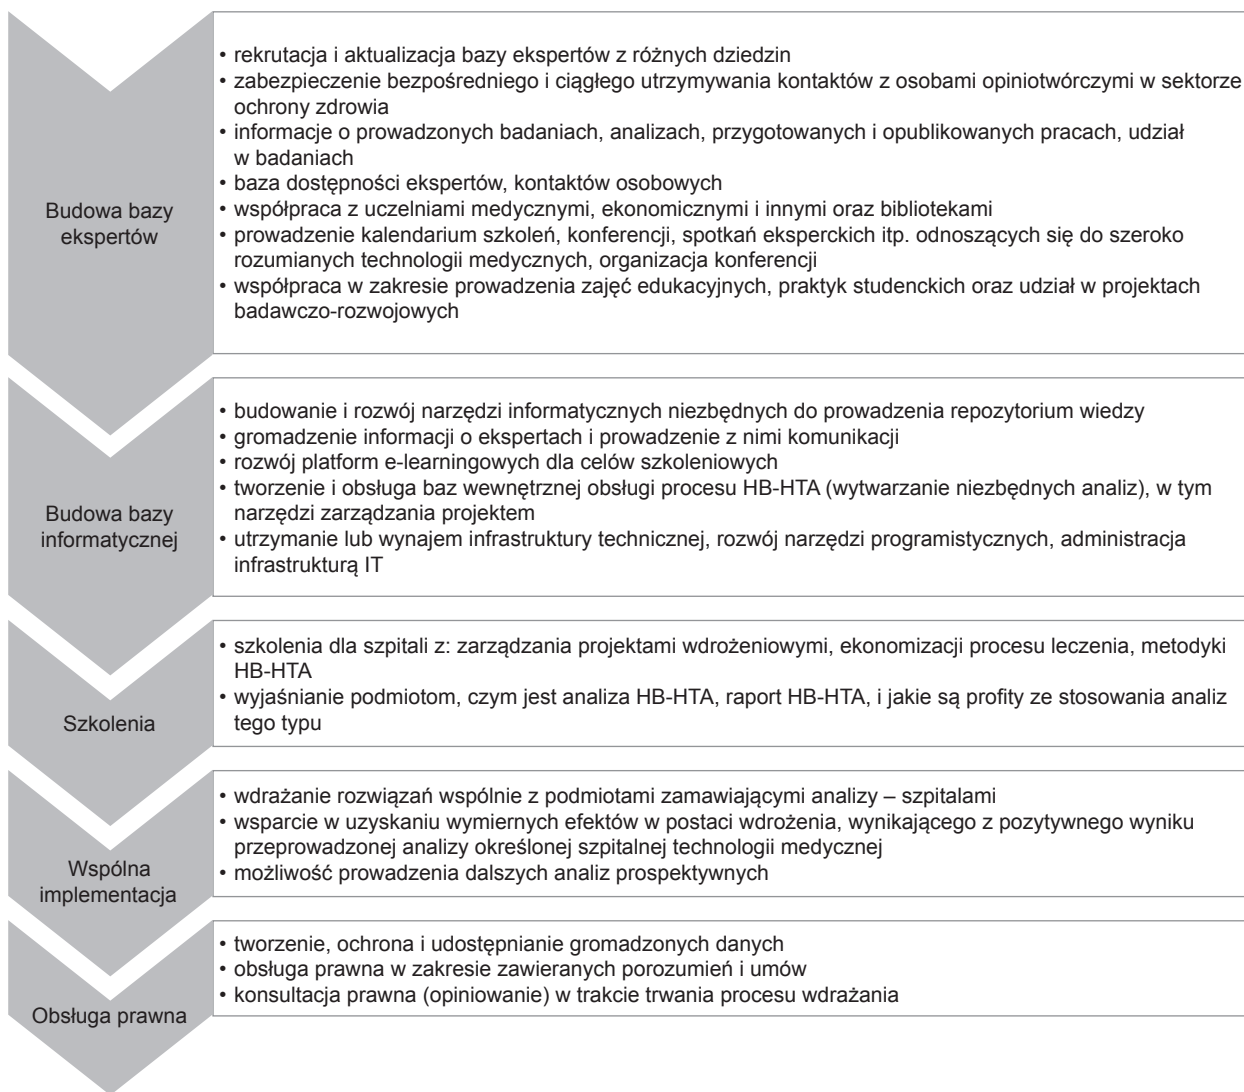 Budowa bazy
ekspertów
• rekrutacja i aktualizacja bazy ekspertów z różnych dziedzin
• zabezpieczenie bezpośredniego i ciągłego utrzymywania kontaktów z osobami opiniotwórczymi w sektorze
ochrony zdrowia
• informacje o prowadzonych badaniach, analizach, przygotowanych i opublikowanych pracach, udział
w badaniach
• baza dostępności ekspertów, kontaktów osobowych
• współpraca z uczelniami medycznymi, ekonomicznymi i innymi oraz bibliotekami
• prowadzenie kalendarium szkoleń, konferencji, spotkań eksperckich itp. odnoszących się do szeroko
rozumianych technologii medycznych, organizacja konferencji
• współpraca w zakresie prowadzenia zajęć edukacyjnych, praktyk studenckich oraz udział w projektach
badawczo-rozwojowych
Budowa bazy
informatycznej
• budowanie i rozwój narzędzi informatycznych niezbędnych do prowadzenia repozytorium wiedzy
• gromadzenie informacji o ekspertach i prowadzenie z nimi komunikacji
• rozwój platform e-learningowych dla celów szkoleniowych
• tworzenie i obsługa baz wewnętrznej obsługi procesu HB-HTA (wytwarzanie niezbędnych analiz), w tym
narzędzi zarządzania projektem
• utrzymanie lub wynajem infrastruktury technicznej, rozwój narzędzi programistycznych, administracja
infrastrukturą IT
Szkolenia
• szkolenia dla szpitali z: zarządzania projektami wdrożeniowymi, ekonomizacji procesu leczenia, metodyki
HB-HTA
• wyjaśnianie podmiotom, czym jest analiza HB-HTA, raport HB-HTA, i jakie są profity ze stosowania analiz
tego typu
Wspólna
implementacja
• wdrażanie rozwiązań wspólnie z podmiotami zamawiającymi analizy – szpitalami
• wsparcie w uzyskaniu wymiernych efektów w postaci wdrożenia, wynikającego z pozytywnego wyniku
przeprowadzonej analizy określonej szpitalnej technologii medycznej
• możliwość prowadzenia dalszych analiz prospektywnych
Obsługa prawna
• tworzenie, ochrona i udostępnianie gromadzonych danych
• obsługa prawna w zakresie zawieranych porozumień i umów
• konsultacja prawna (opiniowanie) w trakcie trwania procesu wdrażania